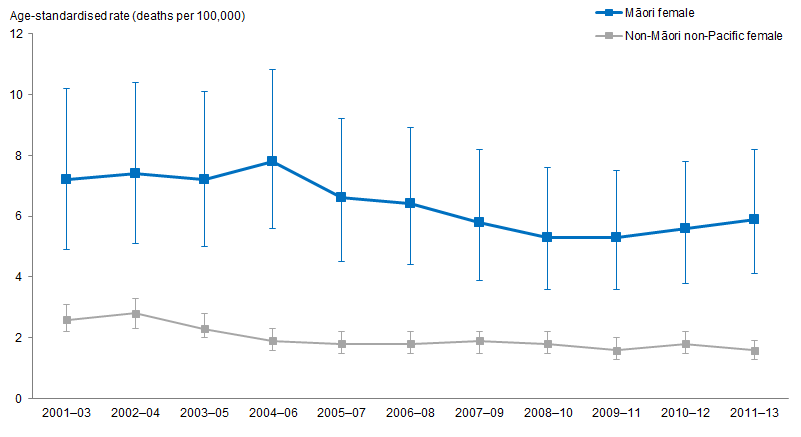 Age-standardised rate (deaths per 100,000)
Māori female
Non-Māori non-Pacific female
12
10
8
6
4
2
0
2001–03 2002–04 2003–05 2004–06 2005–07 2006–08 2007–09 2008–10 2009–11 2010–12 2011–13